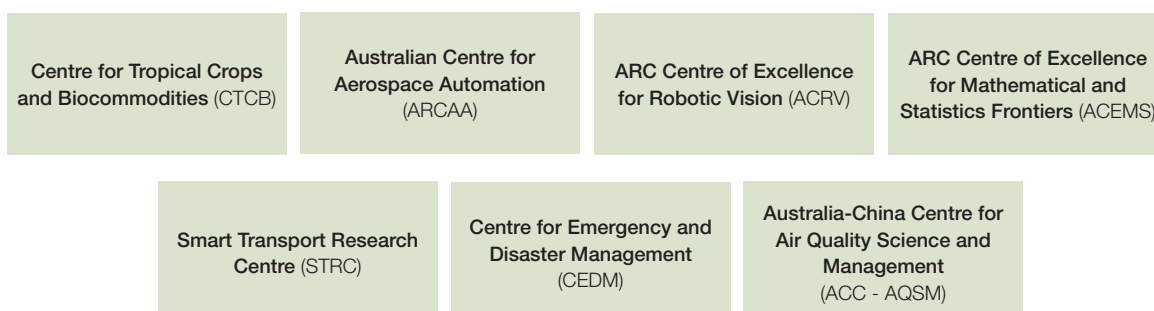 Centre for Tropical Crops
and Biocommodities (CTCB)
Australian Centre for
Aerospace Automation
(ARCAA)
ARC Centre of Excellence
for Robotic Vision (ACRV)
ARC Centre of Excellence
for Mathematical and
Statistics Frontiers (ACEMS)
Smart Transport Research
Centre (STRC)
Centre for Emergency and
Disaster Management
(CEDM)
Australia-China Centre for
Air Quality Science and
Management
(ACC - AQSM)